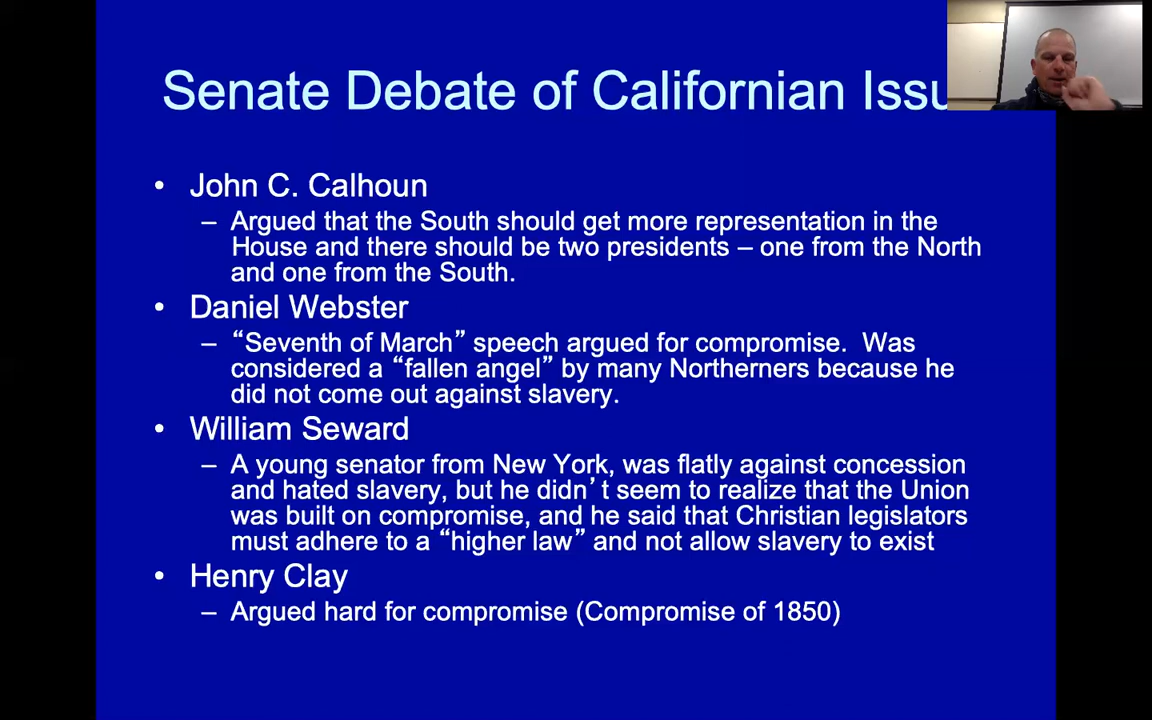 Senate Debate of Californian Issu
• John C. Calhoun
– Argued that the South should get more representation in the
House and there should be two presidents – one from the North
and one from the South.
• Daniel Webster
– “Seventh of March” speech argued for compromise. Was
considered a “fallen angel” by many Northerners because he
did not come out against slavery.
• William Seward
– A young senator from New York, was flatly against concession
and hated slavery, but he didn’t seem to realize that the Union
was built on compromise, and he said that Christian legislators
must adhere to a “higher law” and not allow slavery to exist
• Henry Clay
– Argued hard for compromise (Compromise of 1850)